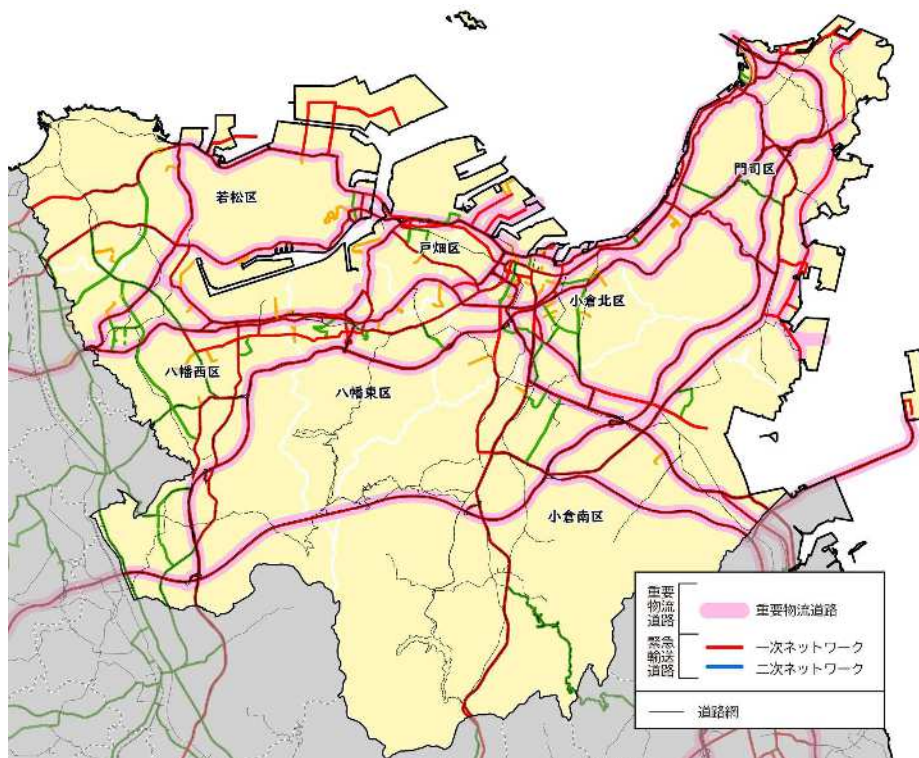 門司区
若松区
戸畑区
小倉北区
八幡西区
八幡東区
小倉南区
重要
物流
道路
重要物流道路
緊急
輸送
道路
一次ネットワーク
二次ネットワーク
道路網